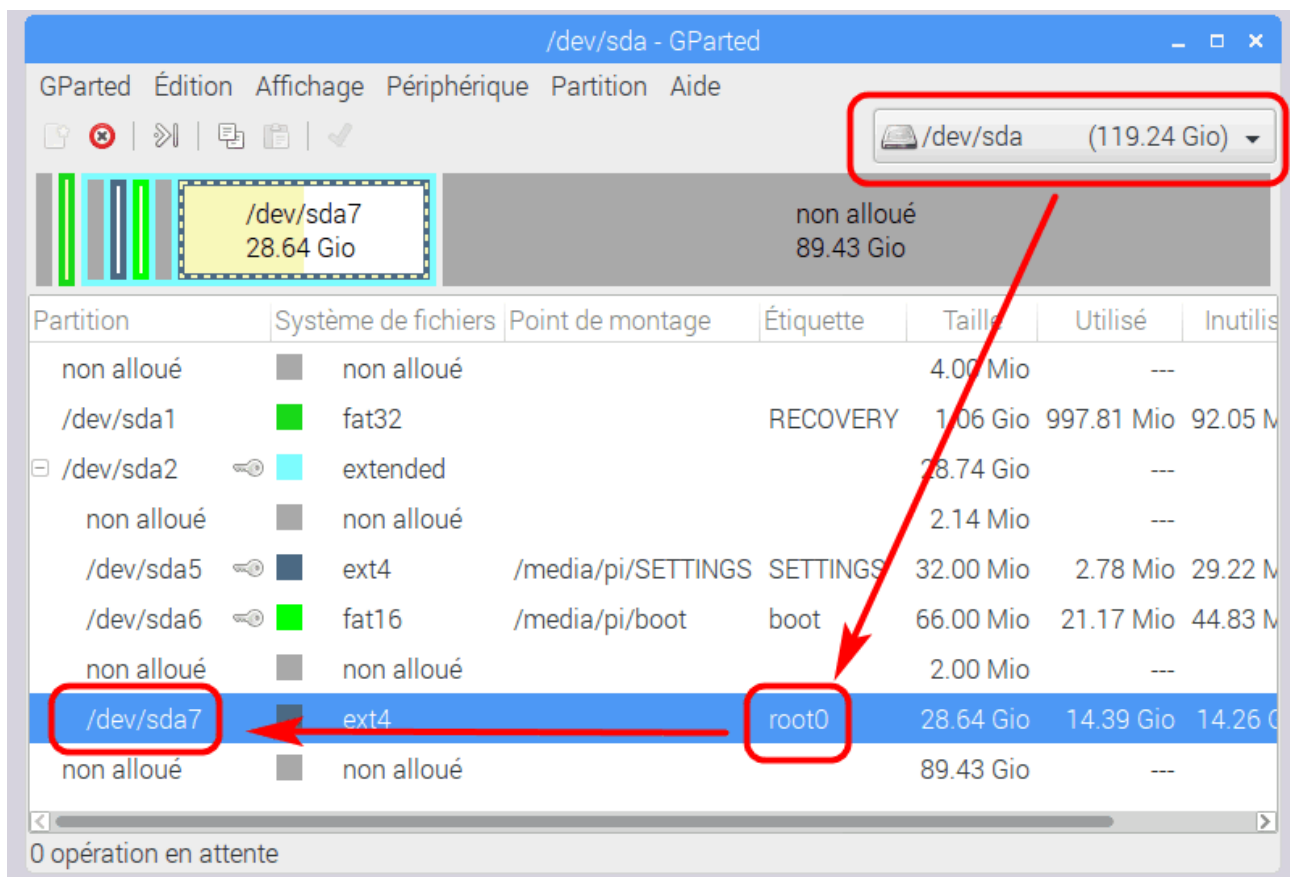 /dev/sda - GParted
GParted Édition Affichage Périphérique Partition Aide
/dev/sda (119.24 Gio)
/dev/sda7
28.64 Gio
non alloué
89.43 Gio
Partition Système de fichiers Point de montage Étiquette Taille Utilisé Inutilis
non alloué non alloué 4.00 Mio ---
/dev/sda1 fat32 RECOVERY 1.06 Gio 997.81 Mio 92.05 M
/dev/sda2 extended 28.74 Gio ---
non alloué non alloué 2.14 Mio ---
/dev/sda5 ext4 /media/pi/SETTINGS SETTINGS 32.00 Mio 2.78 Mio 29.22 M
/dev/sda6 fat16 /media/pi/boot boot 66.00 Mio 21.17 Mio 44.83 M
non alloué non alloué 2.00 Mio ---
/dev/sda7 ext4 root0 28.64 Gio 14.39 Gio 14.26 G
non alloué non alloué 89.43 Gio ---
0 opération en attente